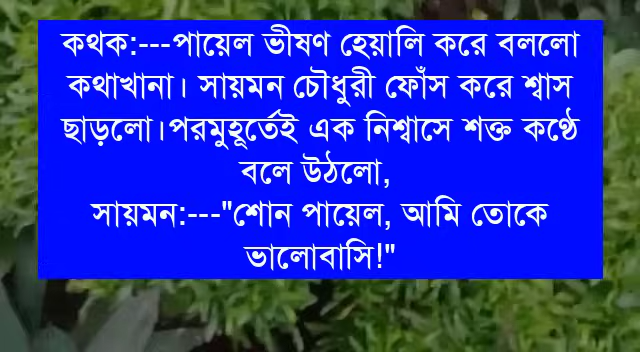 কথক:---পায়েল ভীষণ হেয়ালি করে বললো
কথাখানা। সায়মন চৌধুরী ফোঁস করে শ্বাস
ছাড়লো।পরমুহূর্তেই এক নিশ্বাসে শক্ত কণ্ঠে
বলে উঠলো,
সায়মন:---"শোন পায়েল, আমি তোকে
ভালোবাসি!"